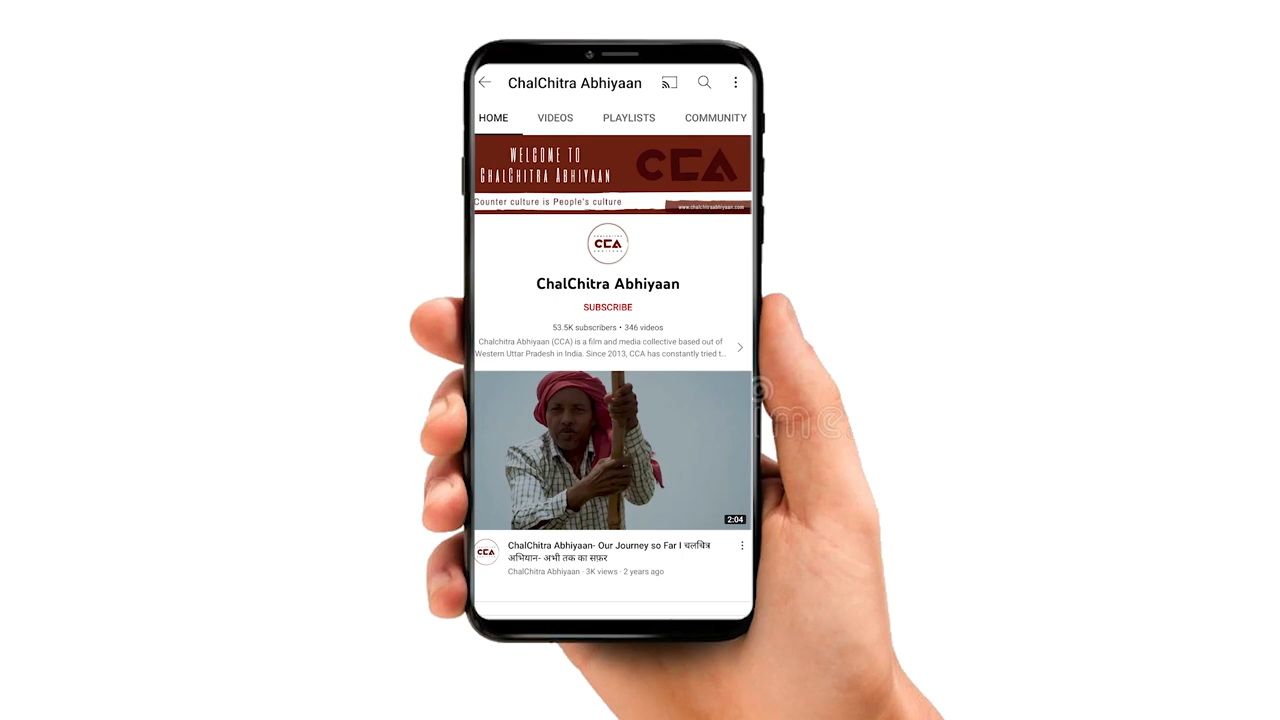 ChalChitra Abhiyaan
HOME VIDEOS PLAYLISTS COMMUNITY
WELCOME TO
CHALCHITRA ABHIYAAN
CCA
Counter culture is People's culture
www.chalchitraabhiyaan.com
CCA
ChalChitra Abhiyaan
SUBSCRIBE
53.5K subscribers • 346 videos
Chalchitra Abhiyaan (CCA) is a film and media collective based out of
Western Uttar Pradesh in India. Since 2013, CCA has constantly tried t...
2:04
CCA
ChalChitra Abhiyaan- Our Journey so Far I चलचित्र
अभियान- अभी तक का सफ़र
ChalChitra Abhiyaan · 3K views · 2 years ago